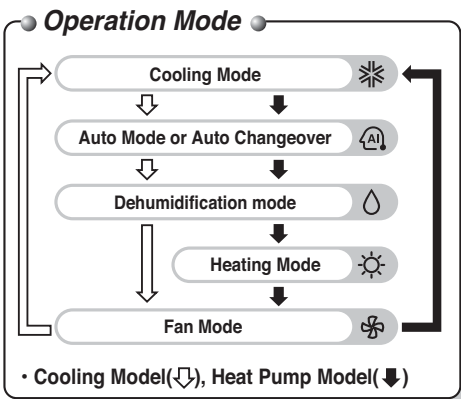 Operation Mode
Cooling Mode
Auto Mode or Auto Changeover
AI
Dehumidification mode
Heating Mode
Fan Mode
· Cooling Model(⇩), Heat Pump Model(🡇)